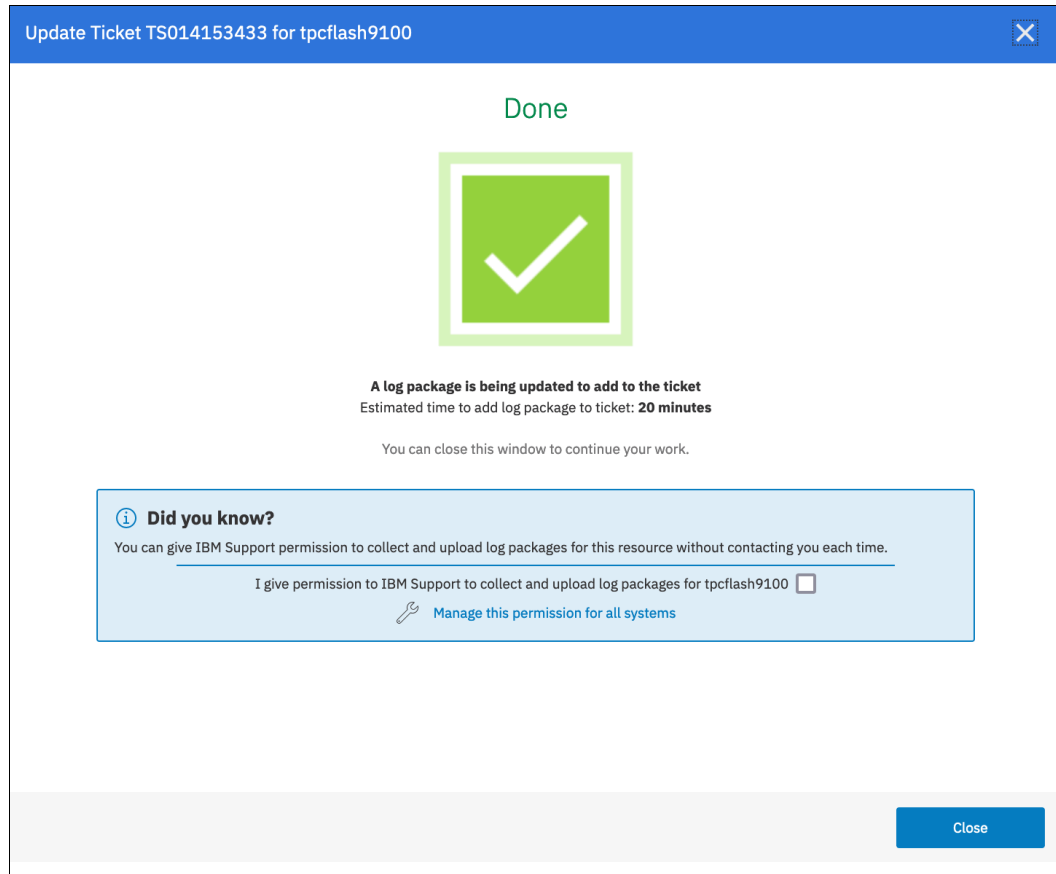 Update Ticket TS014153433 for tpcflash9100
Done
A log package is being updated to add to the ticket
Estimated time to add log package to ticket: 20 minutes
You can close this window to continue your work.
Did you know?
You can give IBM Support permission to collect and upload log packages for this resource without contacting you each time.
I give permission to IBM Support to collect and upload log packages for tpcflash9100
Manage this permission for all systems
Close